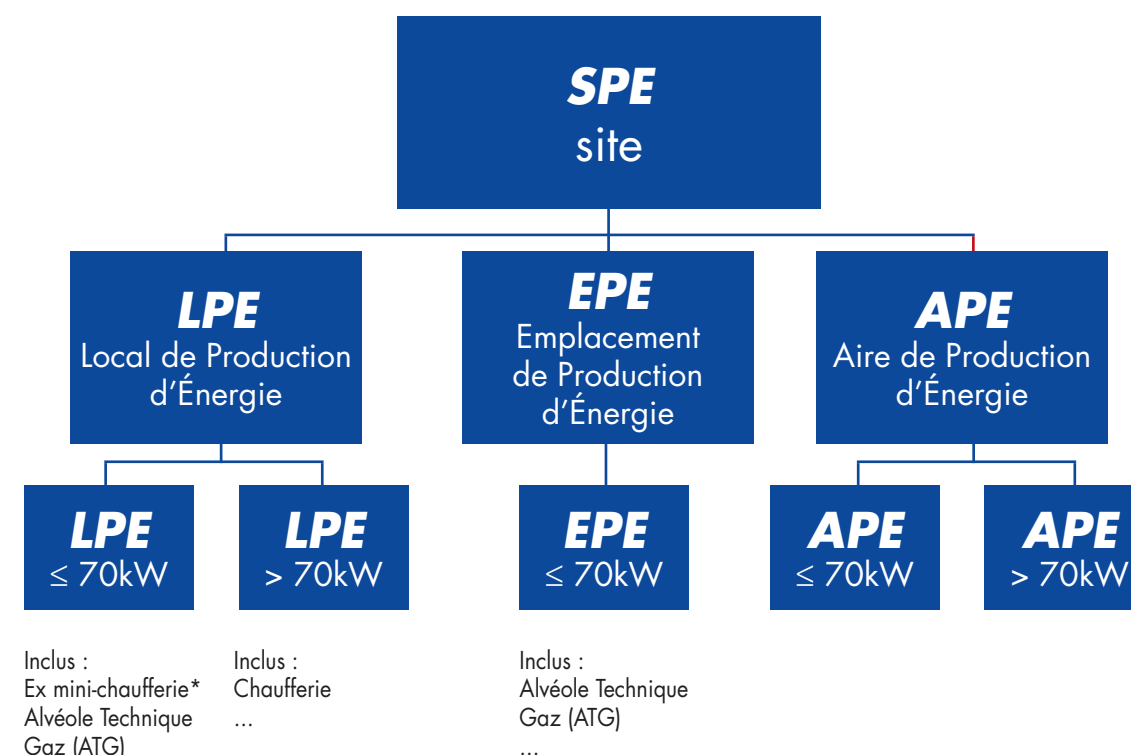 SPE
site
LPE
Local de Production
d’Énergie
EPE
Emplacement
de Production
d’Énergie
APE
Aire de Production
d’Énergie
LPE
≤ 70kW
LPE
> 70kW
EPE
≤ 70kW
APE
≤ 70kW
APE
> 70kW
Inclus :
Ex mini-chaufferie*
Alvéole Technique
Gaz (ATG)
Inclus :
Chaufferie
...
Inclus :
Alvéole Technique
Gaz (ATG)
...